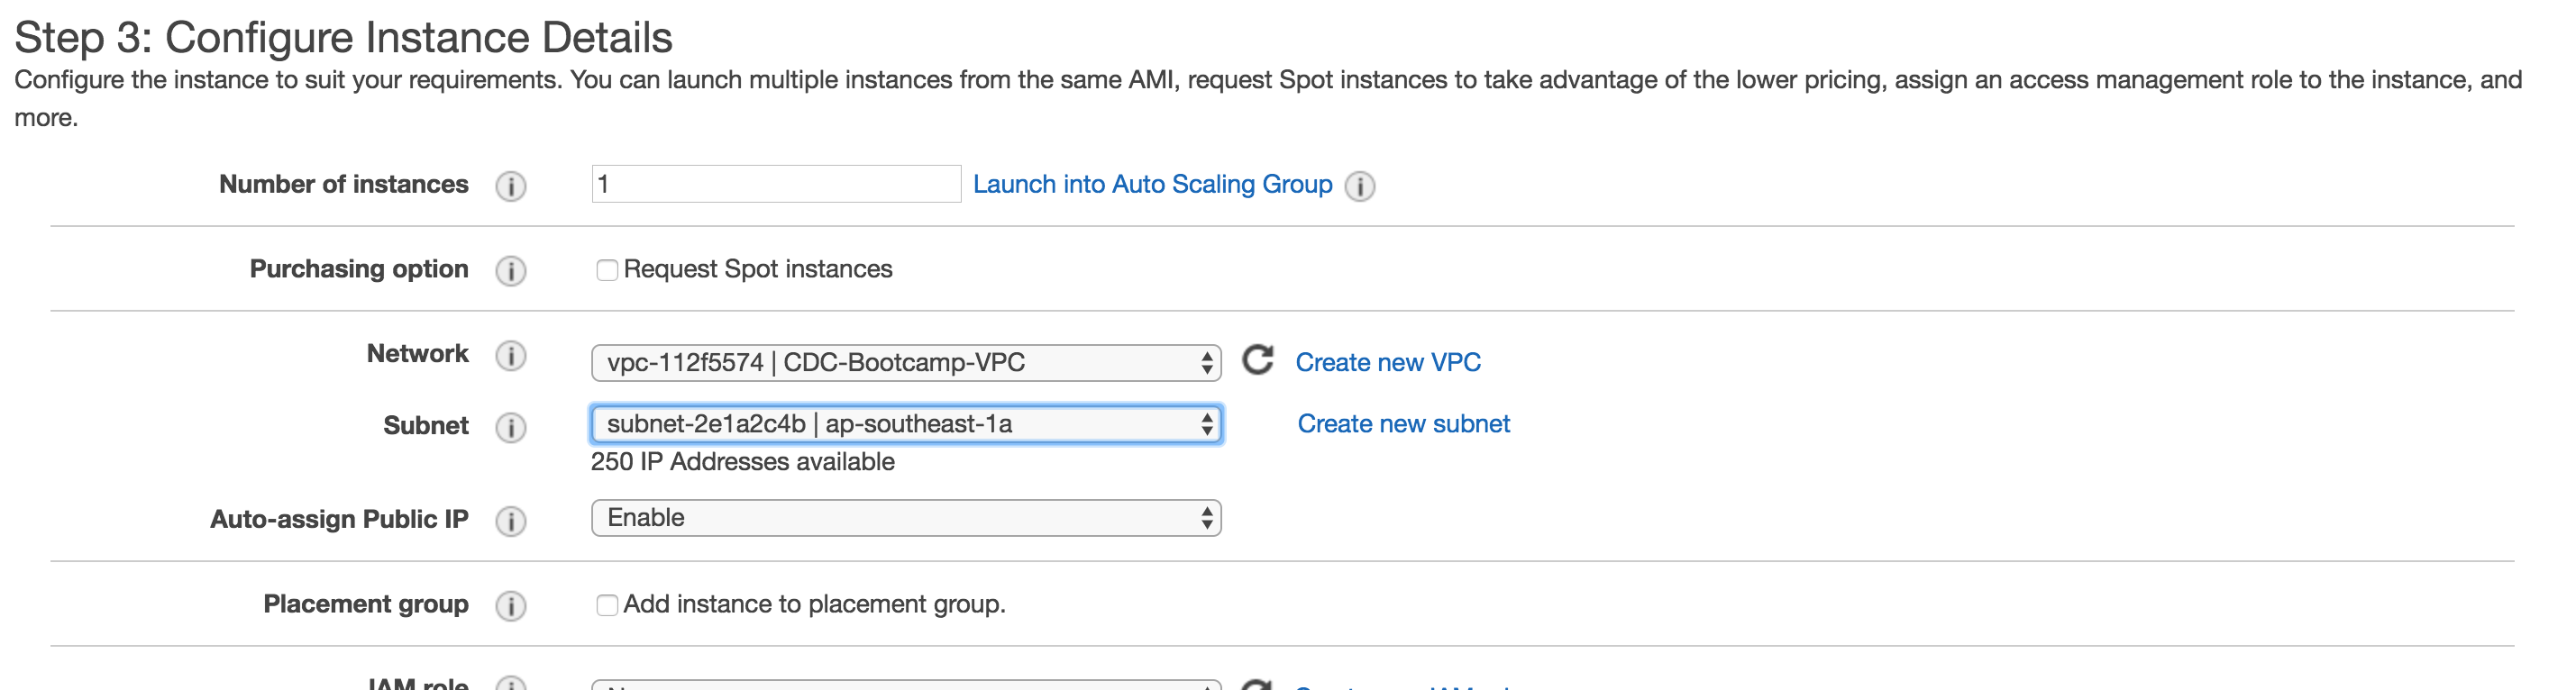 Step 3: Configure Instance Details
Configure the instance to suit your requirements. You can launch multiple instances from the same AMI, request Spot instances to take advantage of the lower pricing, assign an access management role to the instance, and
more.
Number of instances 1 Launch into Auto Scaling Group
Purchasing option Request Spot instances
Network vpc-112f5574 | CDC-Bootcamp-VPC Create new VPC
Subnet subnet-2e1a2c4b | ap-southeast-1a Create new subnet
250 IP Addresses available
Auto-assign Public IP Enable
Placement group Add instance to placement group.
IAM role